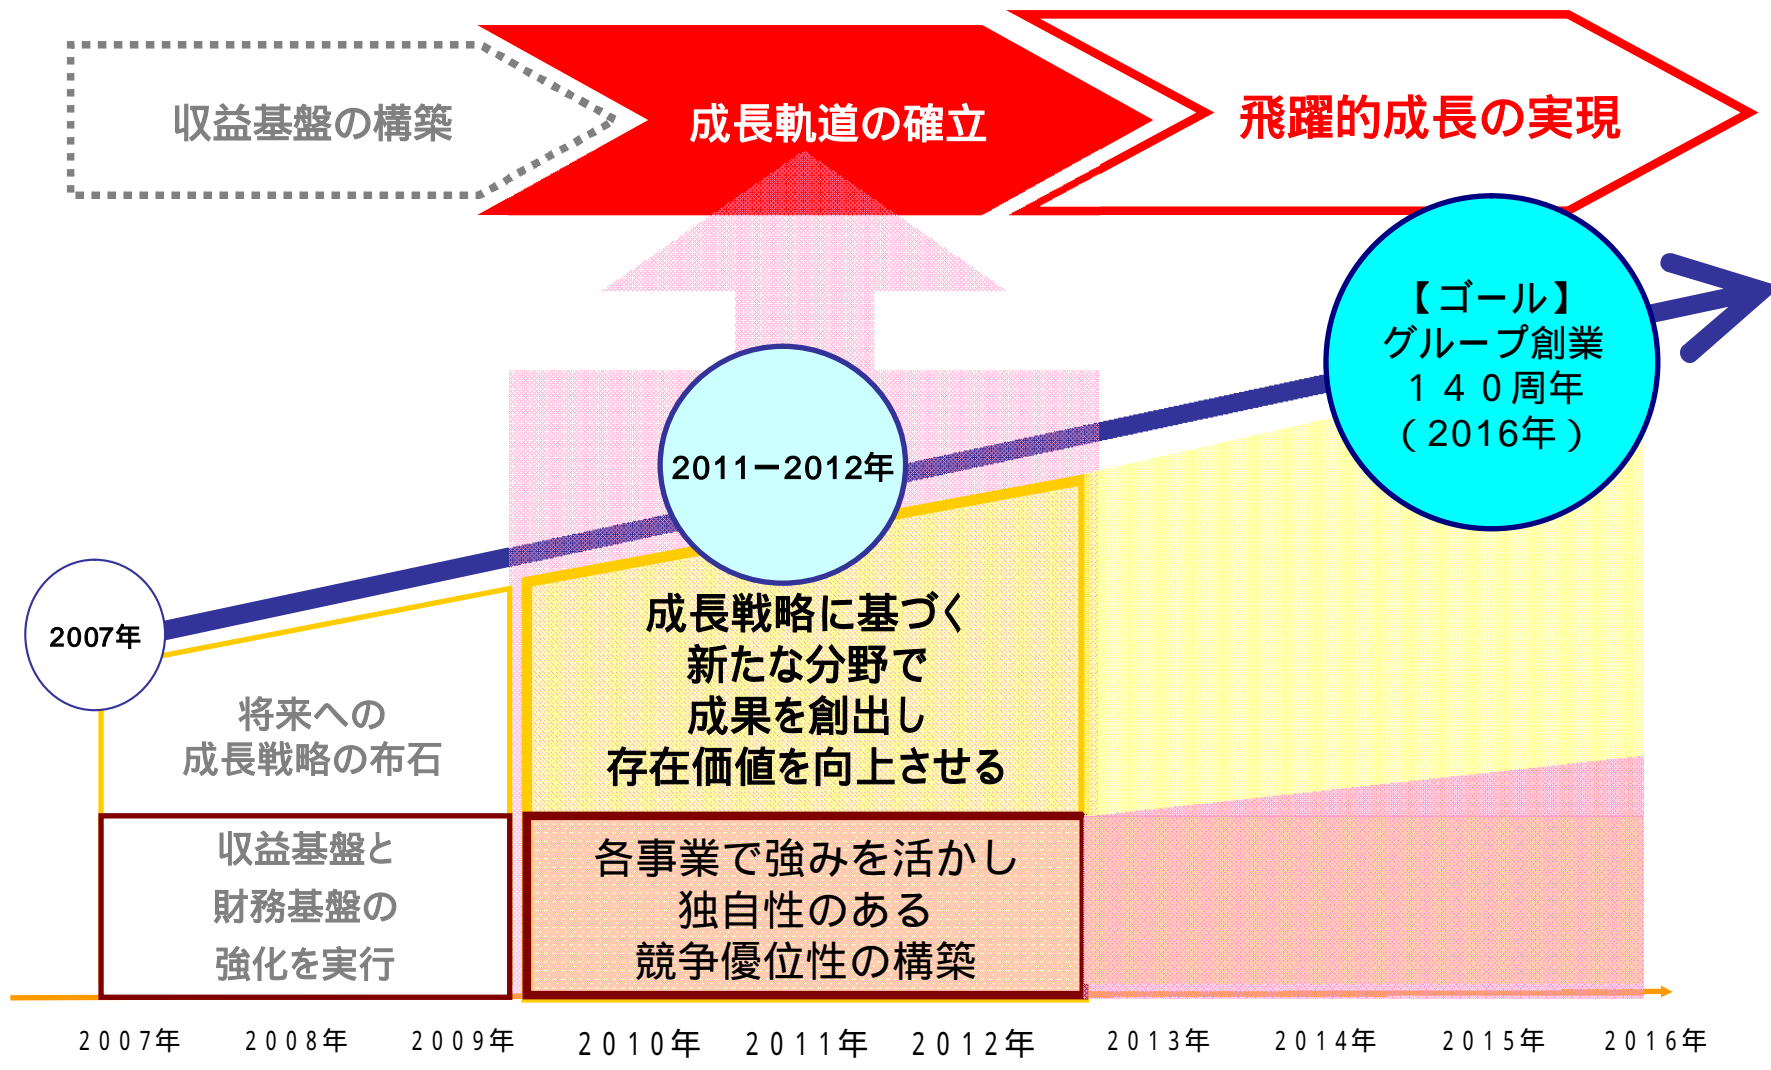 収益基盤の構築
成長軌道の確立
飛躍的成長の実現
【ゴール】
グループ創業
１４０周年
（2016年）
2011－2012年
2007年
成長戦略に基づく
新たな分野で
成果を創出し
存在価値を向上させる
将来への
成長戦略の布石
収益基盤と
財務基盤の
強化を実行
各事業で強みを活かし
独自性のある
競争優位性の構築
２００７年
２００８年
２００９年
２０１０年
２０１１年
２０１２年
２０１３年
２０１４年
２０１５年
２０１６年